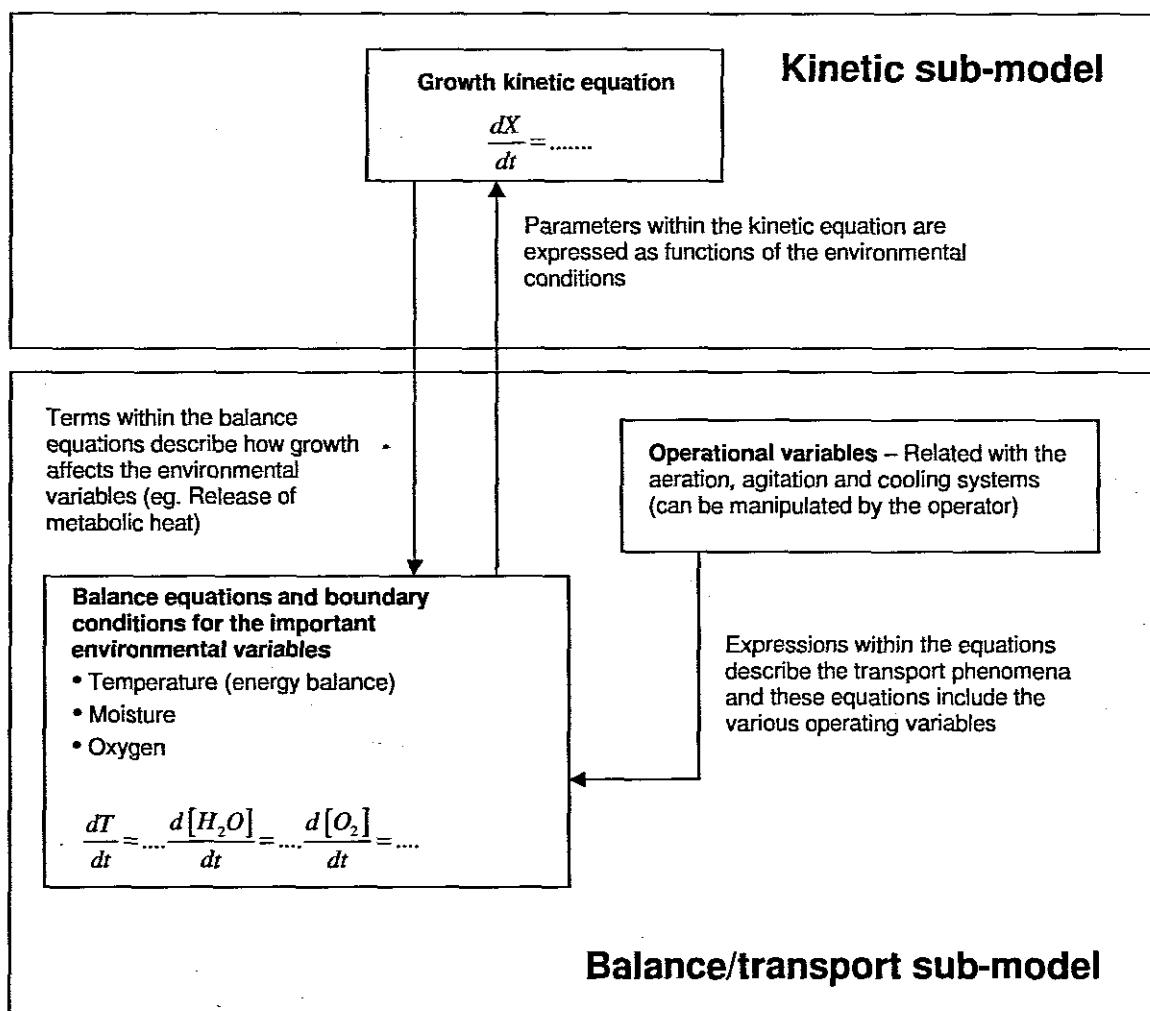 Kinetic sub-model
Growth kinetic equation
dX/dt = .......
Parameters within the kinetic equation are
expressed as functions of the environmental
conditions
Terms within the balance
equations describe how growth
affects the environmental
variables (eg. Release of
metabolic heat)
Operational variables – Related with the
aeration, agitation and cooling systems
(can be manipulated by the operator)
Balance equations and boundary
conditions for the important
environmental variables
• Temperature (energy balance)
• Moisture
• Oxygen
Expressions within the equations
describe the transport phenomena
and these equations include the
various operating variables
dT/dt = .... d[H₂O]/dt = .... d[O₂]/dt = ....
Balance/transport sub-model